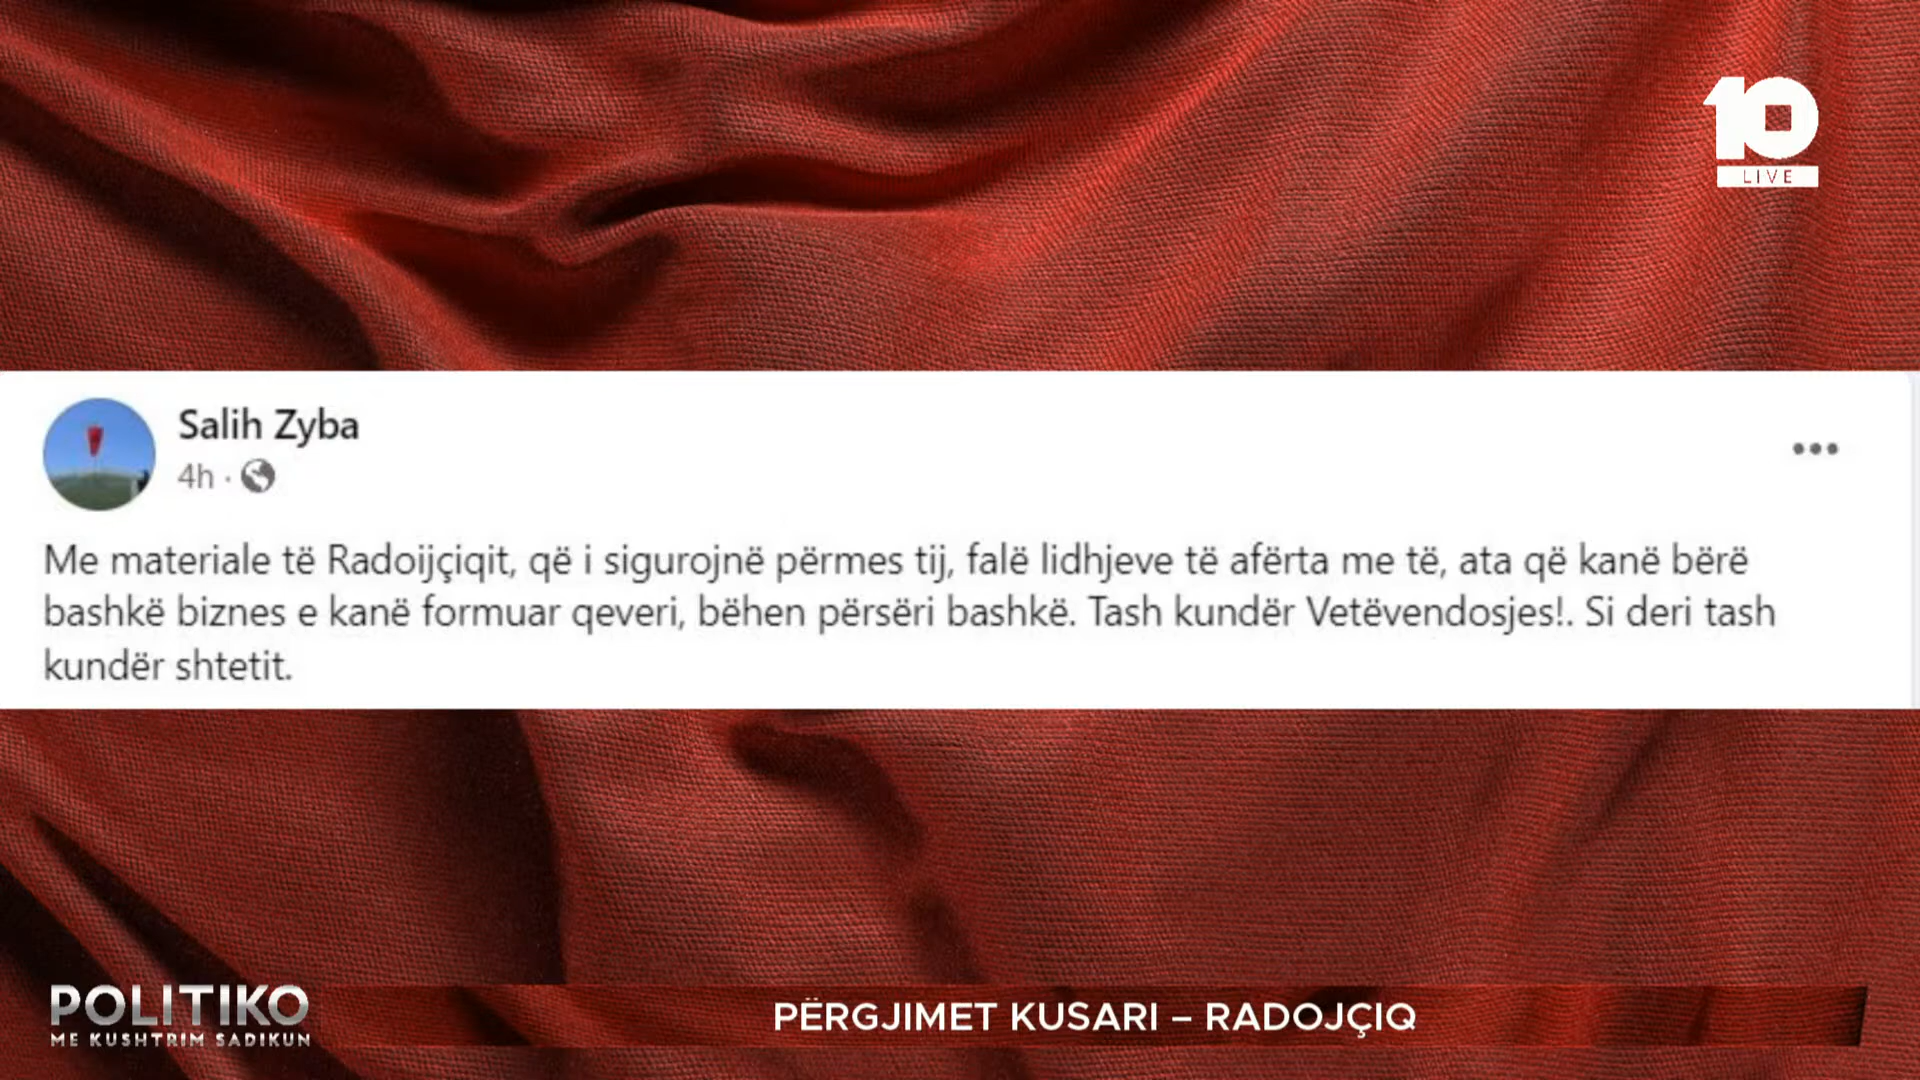 10
LIVE
Salih Zyba
4h ·
Me materiale të Radoijçiqit, që i sigurojnë përmes tij, falë lidhjeve të afërta me të, ata që kanë bërë
bashkë biznes e kanë formuar qeveri, bëhen përsëri bashkë. Tash kundër Vetëvendosjes!. Si deri tash
kundër shtetit.
POLITIKO
ME KUSHTRIM SADIKUN
PËRGJIMET KUSARI – RADOJÇIQ